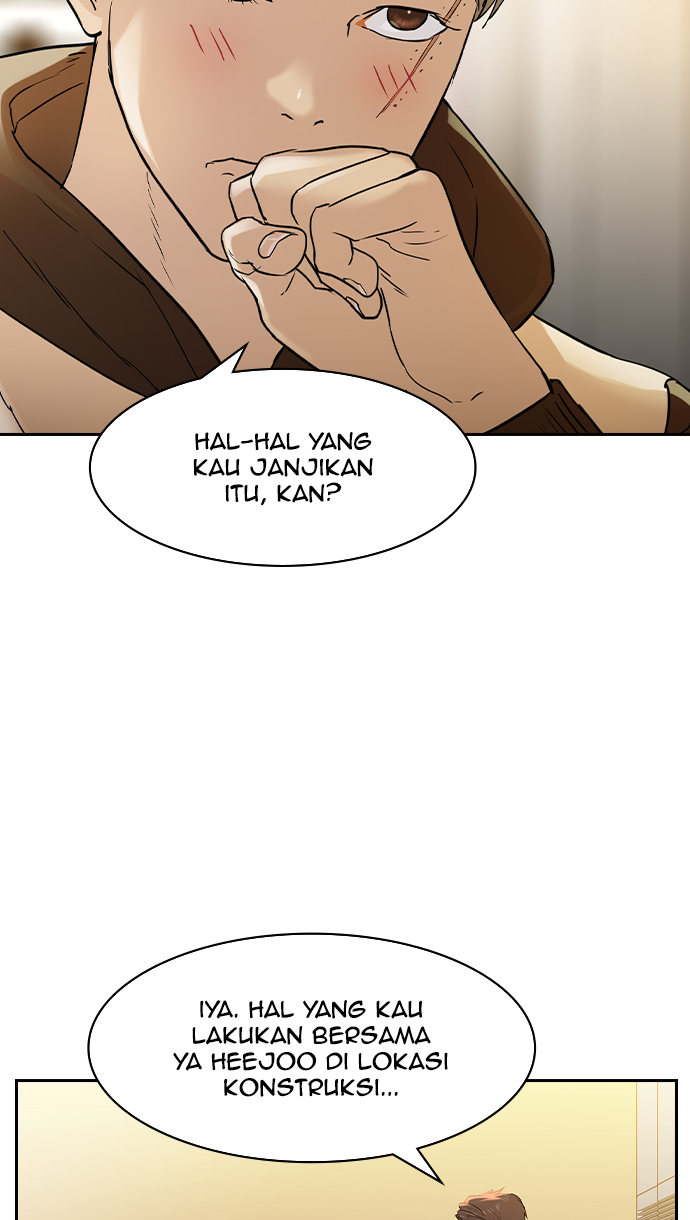 HAL-HAL YANG
KAU JANJIKAN
ITU, KAN?
IYA. HAL YANG KAU
LAKUKAN BERSAMA
YA HEEJOO DI LOKASI
KONSTRUKSI...